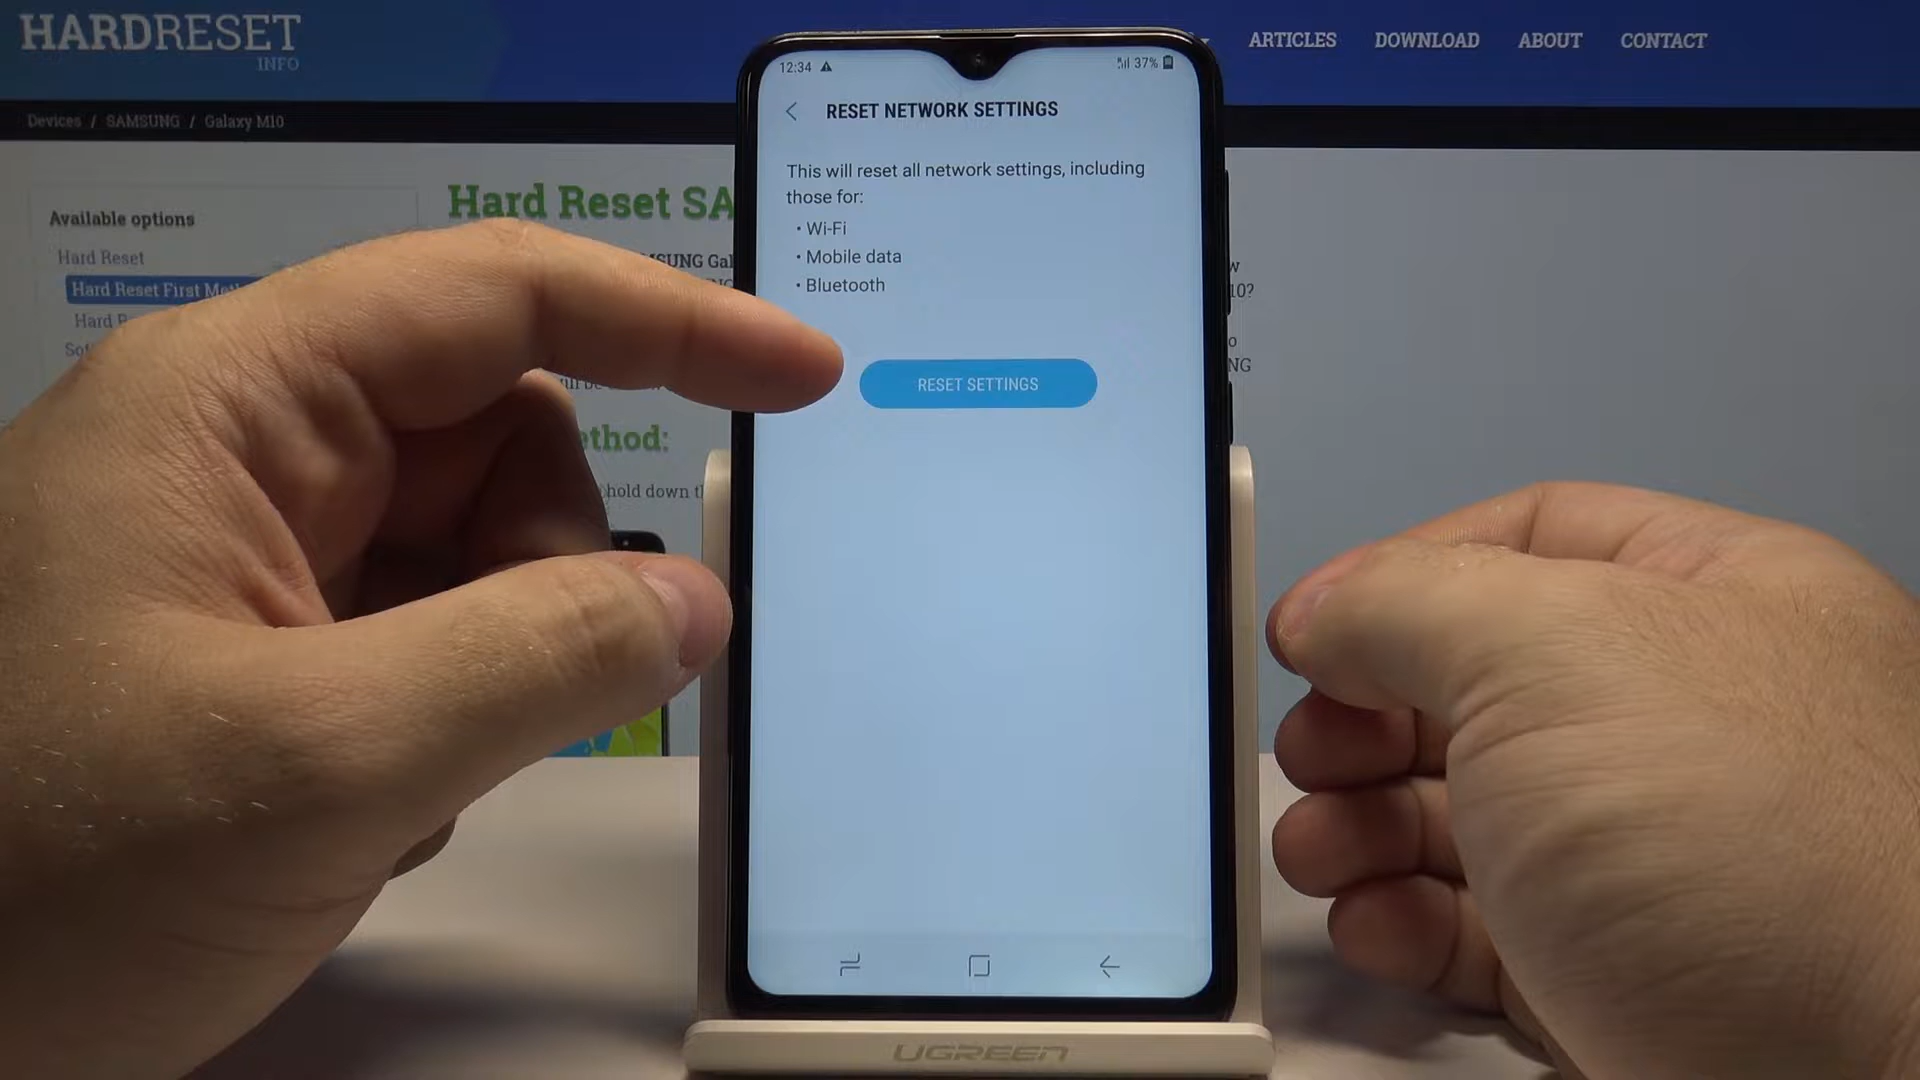 HARDRESET
INFO
ARTICLES
DOWNLOAD
ABOUT
CONTACT
Devices / SAMSUNG / Galaxy M10
Available options
Hard Reset
Hard Reset First
Hard
Hard Reset
hold down
12:34
37%
RESET NETWORK SETTINGS
This will reset all network settings, including
those for:
• Wi-Fi
• Mobile data
• Bluetooth
RESET SETTINGS
UGREEN